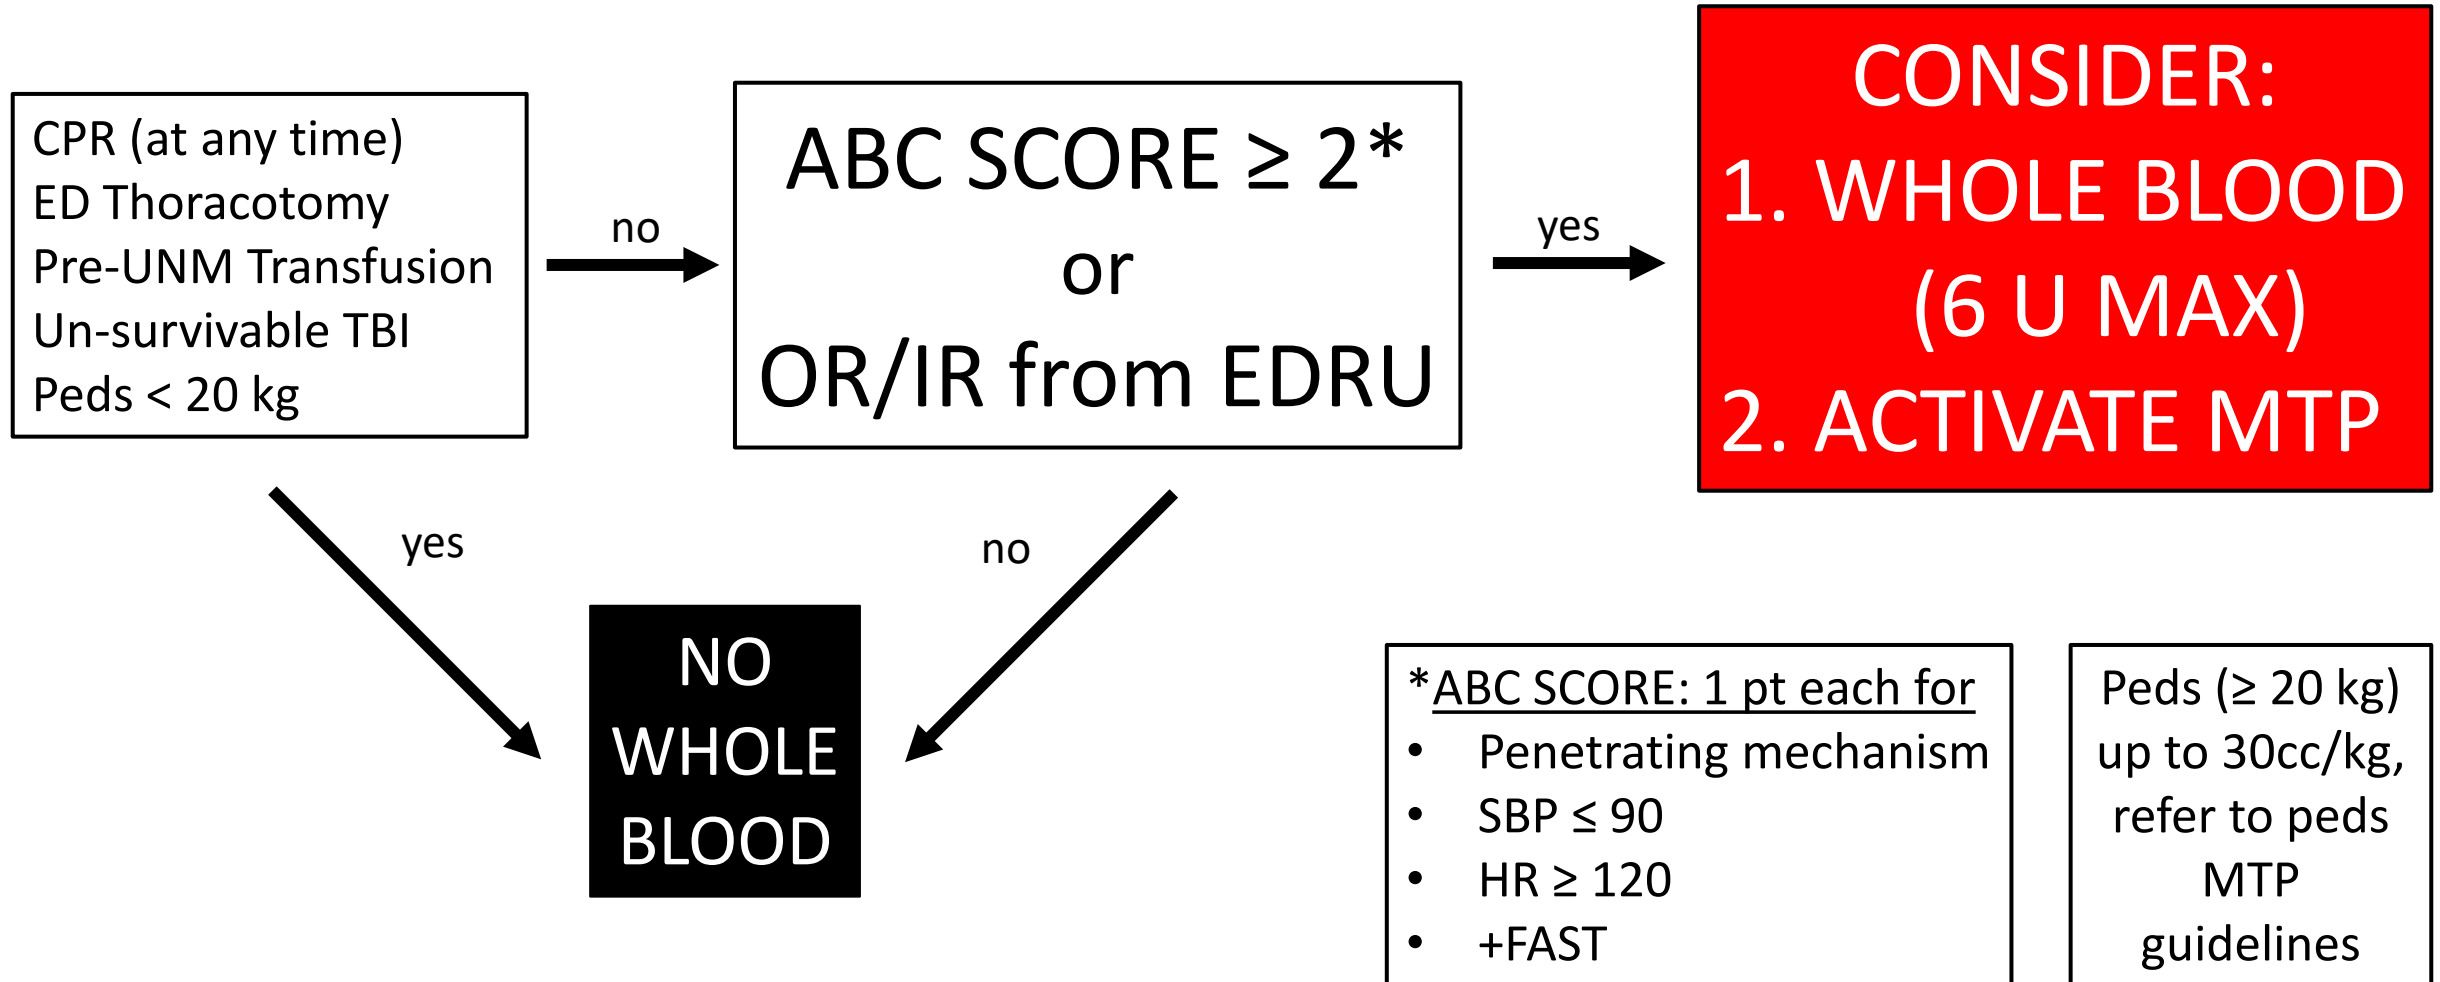 CPR (at any time)
ED Thoracotomy
Pre-UNM Transfusion
Un-survivable TBI
Peds < 20 kg
no
ABC SCORE ≥ 2*
or
OR/IR from EDRU
yes
CONSIDER:
1. WHOLE BLOOD
(6 U MAX)
2. ACTIVATE MTP
yes
no
NO
WHOLE
BLOOD
*ABC SCORE: 1 pt each for
• Penetrating mechanism
• SBP ≤ 90
• HR ≥ 120
• +FAST
Peds (≥ 20 kg)
up to 30cc/kg,
refer to peds
MTP
guidelines